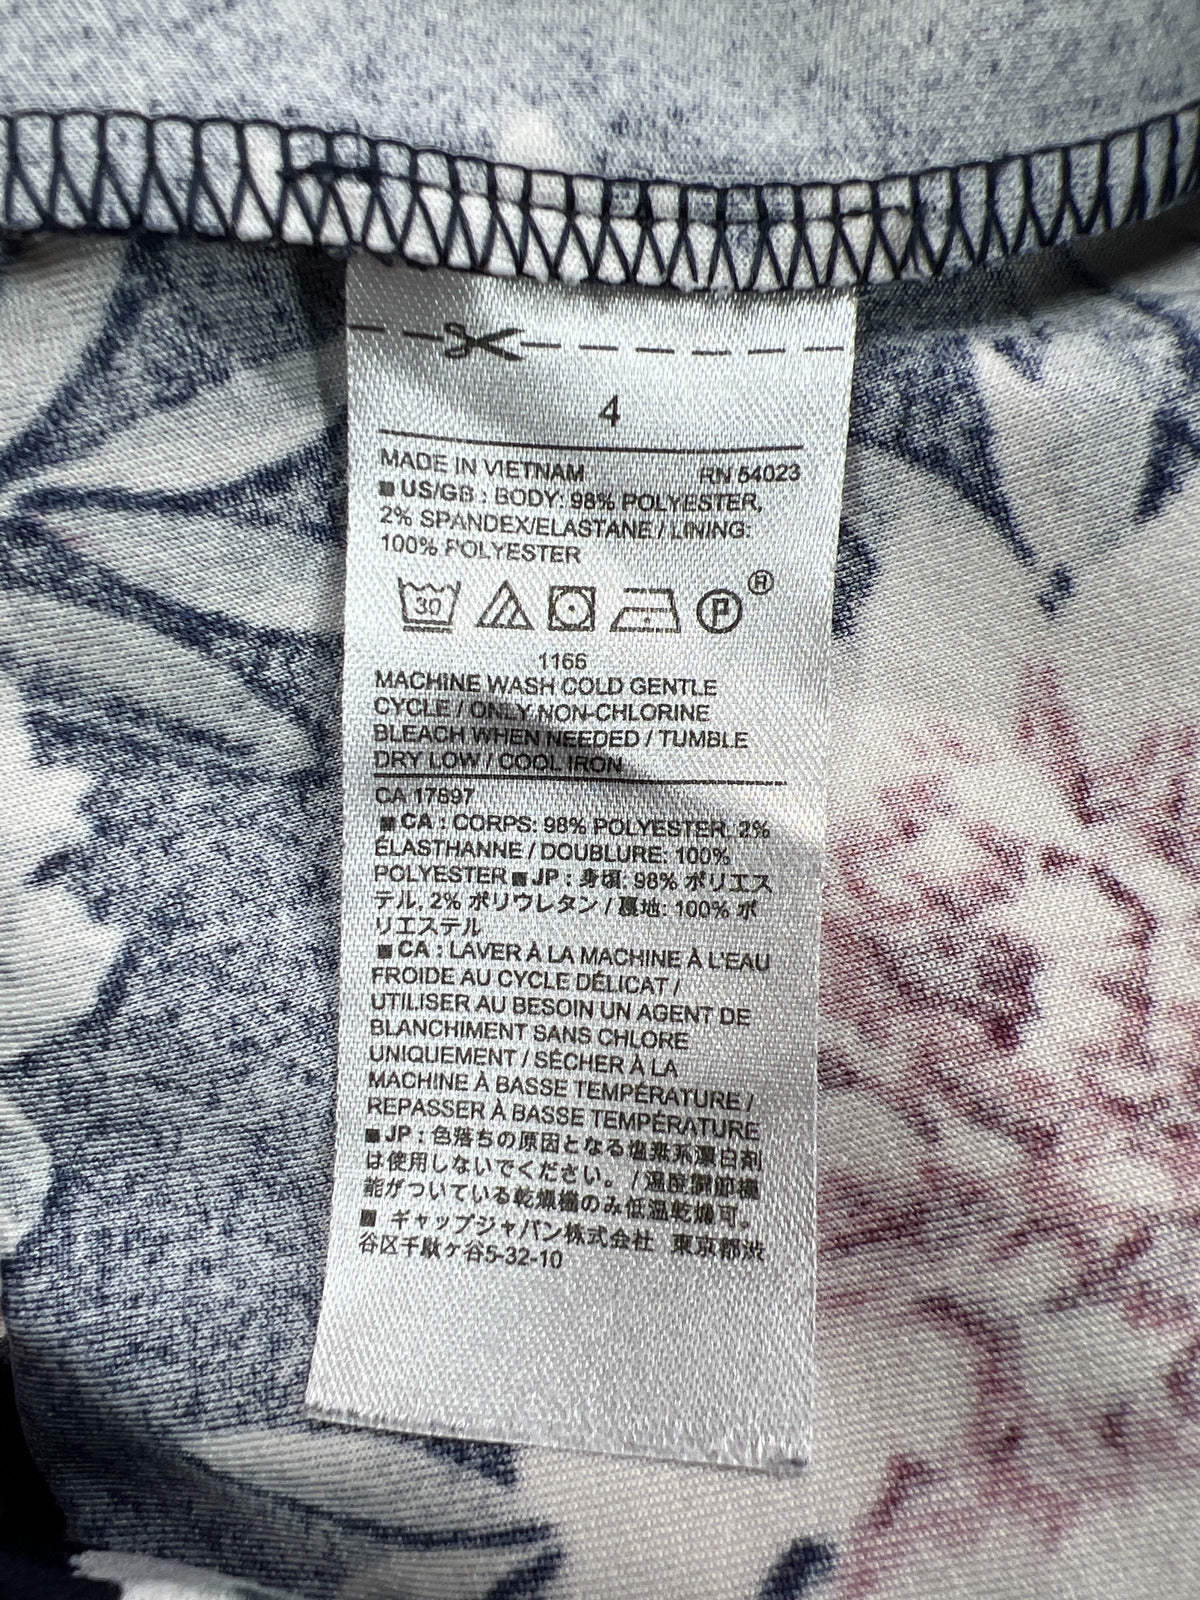 4
MADE IN VIETNAM RN 54023
■ US/GB : BODY: 98% POLYESTER,
2% SPANDEX/ELASTANE / LINING:
100% POLYESTER
30 P H
1166
MACHINE WASH COLD GENTLE
CYCLE / ONLY NON-CHLORINE
BLEACH WHEN NEEDED / TUMBLE
DRY LOW / COOL IRON
CA 17897
■ CA : CORPS: 98% POLYESTER, 2%
ÉLASTHANNE / DOUBLURE: 100%
POLYESTER ■ JP : 身頃: 98% ポリエス
テル, 2% ポリウレタン / 裏地: 100% ポ
リエステル
■ CA : LAVER À LA MACHINE À L'EAU
FROIDE AU CYCLE DÉLICAT /
UTILISER AU BESOIN UN AGENT DE
BLANCHIMENT SANS CHLORE
UNIQUEMENT / SÉCHER À LA
MACHINE À BASSE TEMPÉRATURE /
REPASSER À BASSE TEMPÉRATURE
■ JP : 色落ちの原因となる塩素系漂白剤
は使用しないでください。 / 温度調節機
能がついている乾燥機のみ低温乾燥可。
■ ギャップジャパン株式会社 東京都渋
谷区千駄ケ谷5-32-10